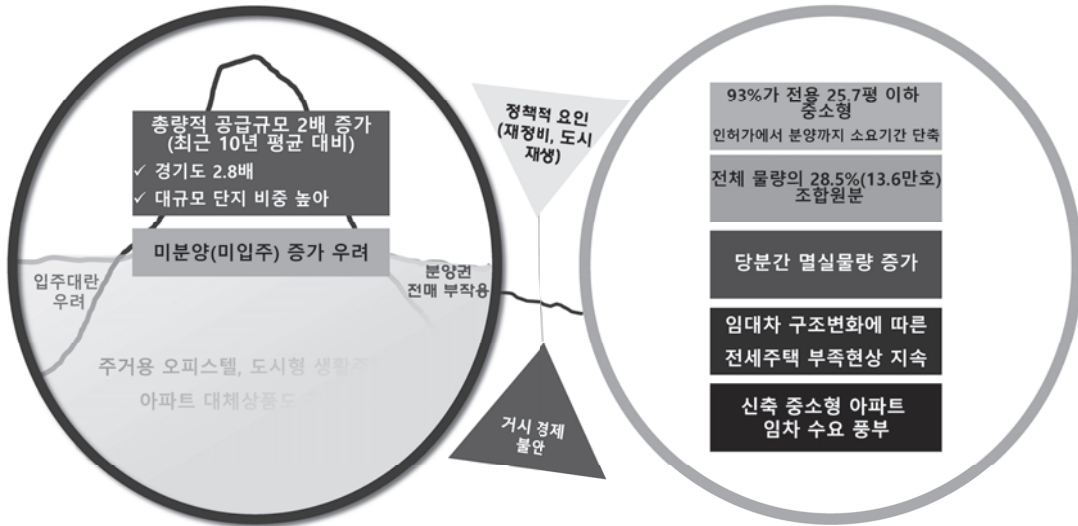 총량적 공급규모 2배 증가
(최근 10년 평균 대비)
✓ 경기도 2.8배
✓ 대규모 단지 비중 높아
미분양(미입주) 증가 우려
입주대란
우려
분양권
전매 부작용
주거용 오피스텔, 도시형
아파트 대체상품도
정책적 요인
(재정비, 도시
재생)
거시 경제
불안
93%가 전용 25.7평 이하
중소형
인허가에서 분양까지 소요기간 단축
전체 물량의 28.5%(13.6만호)
조합원분
당분간 멸실물량 증가
임대차 구조변화에 따른
전세주택 부족현상 지속
신축 중소형 아파트
임차 수요 풍부